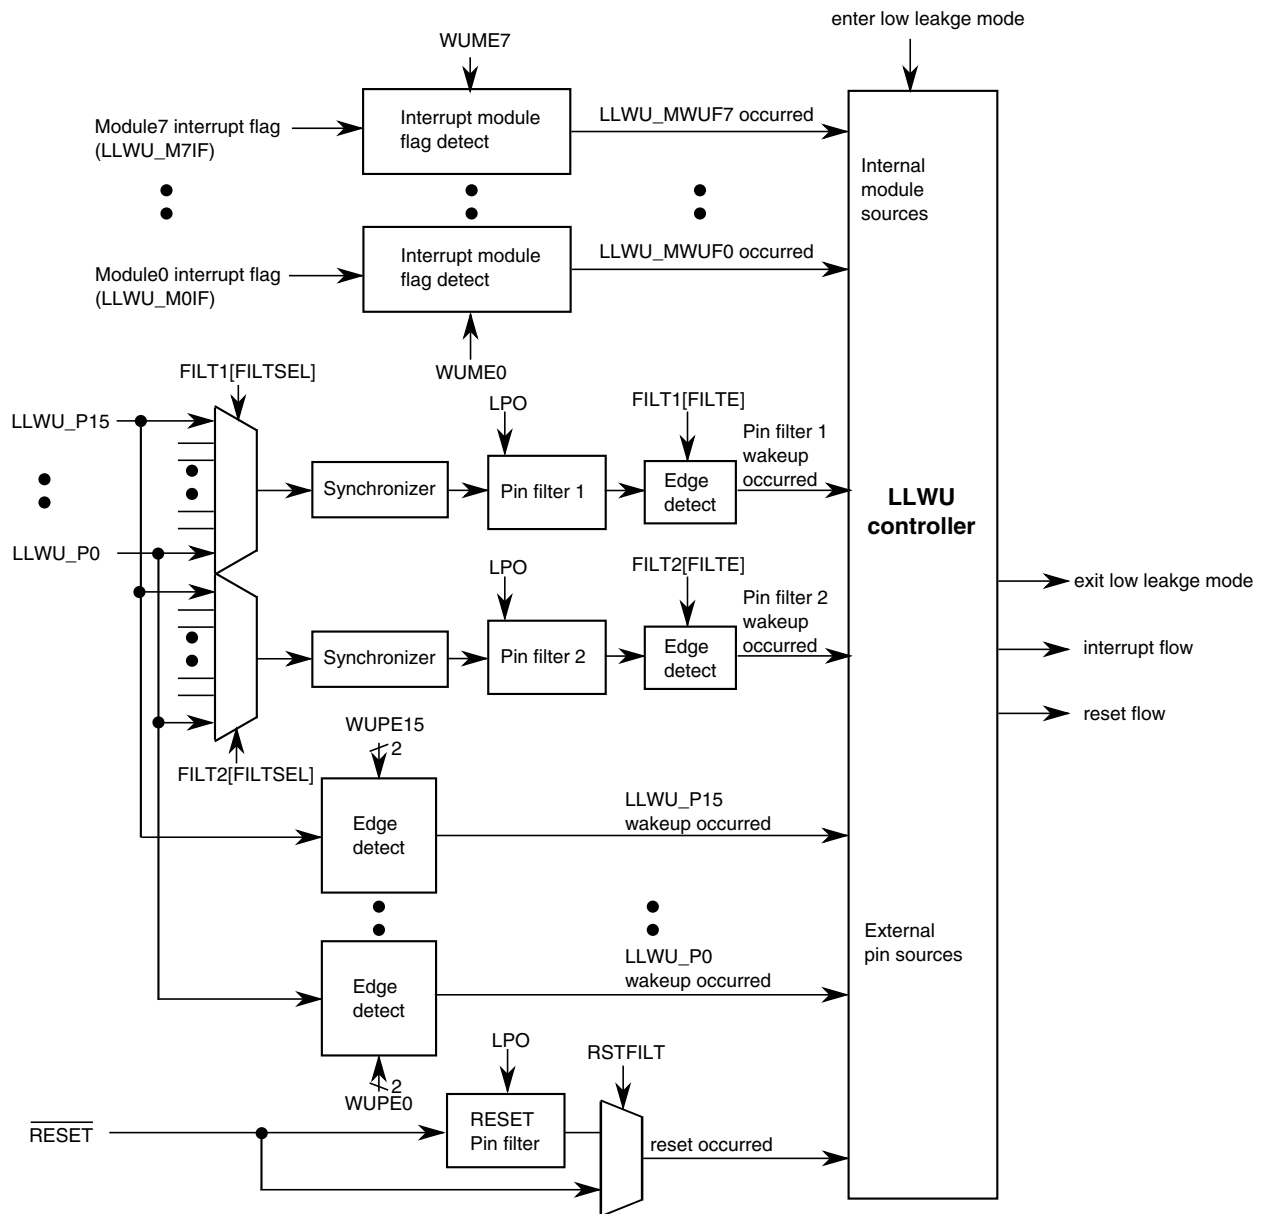 enter low leakge mode
WUME7
Module7 interrupt flag
(LLWU_M7IF)
Interrupt module
flag detect
LLWU_MWUF7 occurred
Internal
module
sources
Module0 interrupt flag
(LLWU_M0IF)
Interrupt module
flag detect
LLWU_MWUF0 occurred
WUME0
FILT1[FILTSEL]
LLWU_P15
LLWU_P0
Synchronizer
LPO
Pin filter 1
FILT1[FILTE]
Edge
detect
Pin filter 1
wakeup
occurred
LLWU
controller
Synchronizer
LPO
Pin filter 2
FILT2[FILTE]
Edge
detect
Pin filter 2
wakeup
occurred
exit low leakge mode
interrupt flow
reset flow
FILT2[FILTSEL]
WUPE15
2
Edge
detect
LLWU_P15
wakeup occurred
Edge
detect
LLWU_P0
wakeup occurred
External
pin sources
2
WUPE0
RESET
LPO
RESET
Pin filter
RSTFILT
reset occurred